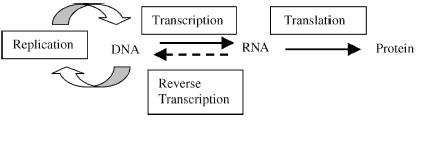 Transcription
Translation
Replication
DNA
RNA
Protein
Reverse
Transcription